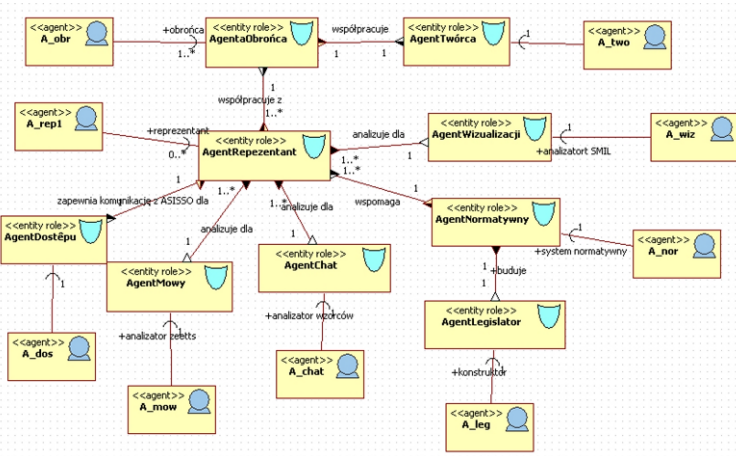 <<agent>>
A_obr
+obrońca
1..*
<<entity role>>
AgentaObrońca
współpracuje
1
1
<<entity role>>
AgentTwórca
1
<<agent>>
A_two
1
współpracuje z
1..*
<<agent>>
A_rep1
+reprezentant
0..*
<<entity role>>
AgentRepezentant
analizuje dla
1..*
1
<<entity role>>
AgentWizualizacji
1
+analizatort SMIL
<<agent>>
A_wiz
1..*
wspomaga
1
zapewnia komunikację z ASISSO dla
1
1..*
1..*
analizuje dla
analizuje dla
1
1
<<entity role>>
AgentDostępu
1
<<agent>>
A_dos
<<entity role>>
AgentMowy
+analizator zeetts
1
<<agent>>
A_mow
<<entity role>>
AgentChat
+analizator wzorców
1
<<agent>>
A_chat
<<entity role>>
AgentNormatywny
1
+system normatywny
<<agent>>
A_nor
1
+buduje
1
<<entity role>>
AgentLegislator
+konstruktor
1
<<agent>>
A_leg